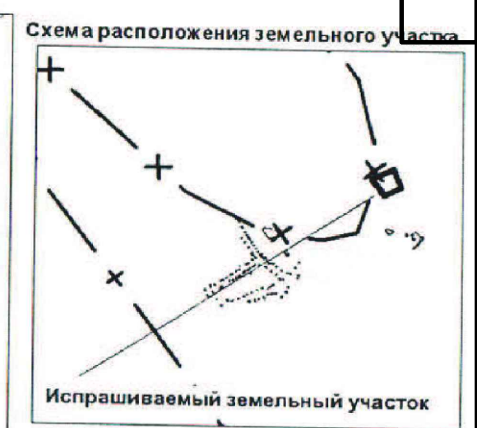 Схема расположения земельного участка
Испрашиваемый земельный участок